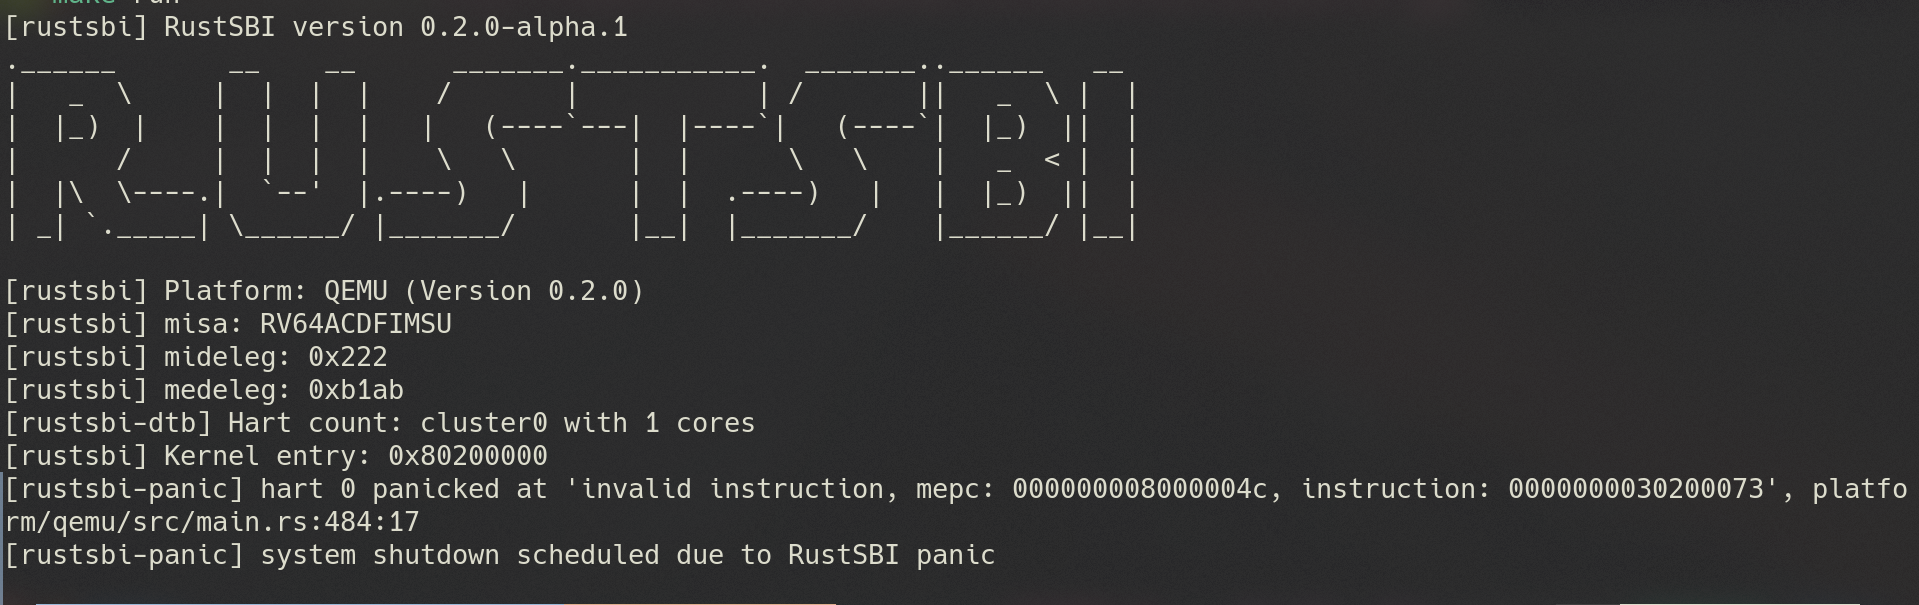 make run
[rustsbi] RustSBI version 0.2.0-alpha.1
.______       __    __      _______.___________.  _______..______   __
|   _  \     |  |  |  |    /       |           | /       ||   _  \ |  |
|  |_)  |    |  |  |  |   |   (----`---|  |----`|   (----`|  |_)  ||  |
|      /     |  |  |  |    \   \       |  |      \   \    |   _  < |  |
|  |\  \----.|  `--'  |.----)   |      |  |  .----)   |   |  |_)  ||  |
| _| `._____| \______/ |_______/       |__|  |_______/    |______/ |__|
[rustsbi] Platform: QEMU (Version 0.2.0)
[rustsbi] misa: RV64ACDFIMSU
[rustsbi] mideleg: 0x222
[rustsbi] medeleg: 0xb1ab
[rustsbi-dtb] Hart count: cluster0 with 1 cores
[rustsbi] Kernel entry: 0x80200000
[rustsbi-panic] hart 0 panicked at 'invalid instruction, mepc: 000000008000004c, instruction: 0000000030200073', platfo
rm/qemu/src/main.rs:484:17
[rustsbi-panic] system shutdown scheduled due to RustSBI panic